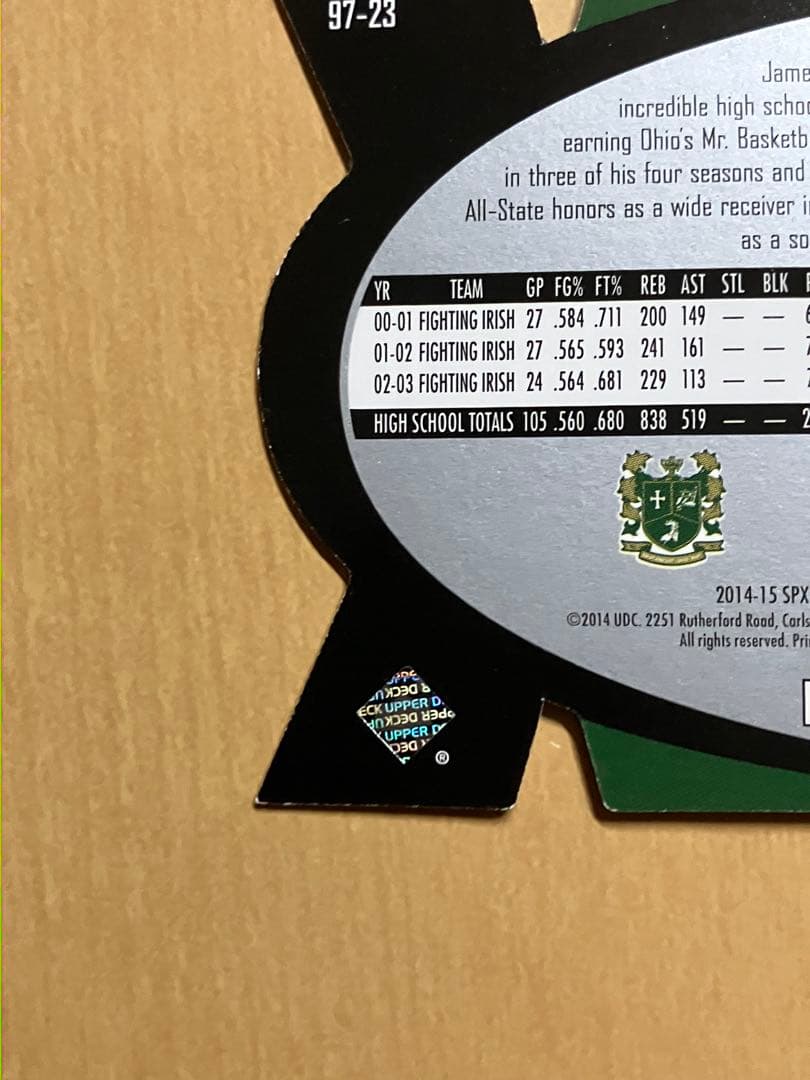 97-23
Jame
incredible high schoo
earning Ohio's Mr. Basketb
in three of his four seasons and
All-State honors as a wide receiver i
as a so
YR TEAM GP FG% FT% REB AST STL BLK
00-01 FIGHTING IRISH 27 .584 .711 200 149 — —
01-02 FIGHTING IRISH 27 .565 .593 241 161 — —
02-03 FIGHTING IRISH 24 .564 .681 229 113 — —
HIGH SCHOOL TOTALS 105 .560 .680 838 519 — — 2
2014-15 SPX
©2014 UDC. 2251 Rutherford Road, Carls
All rights reserved. Pri
UPPER DECK
®